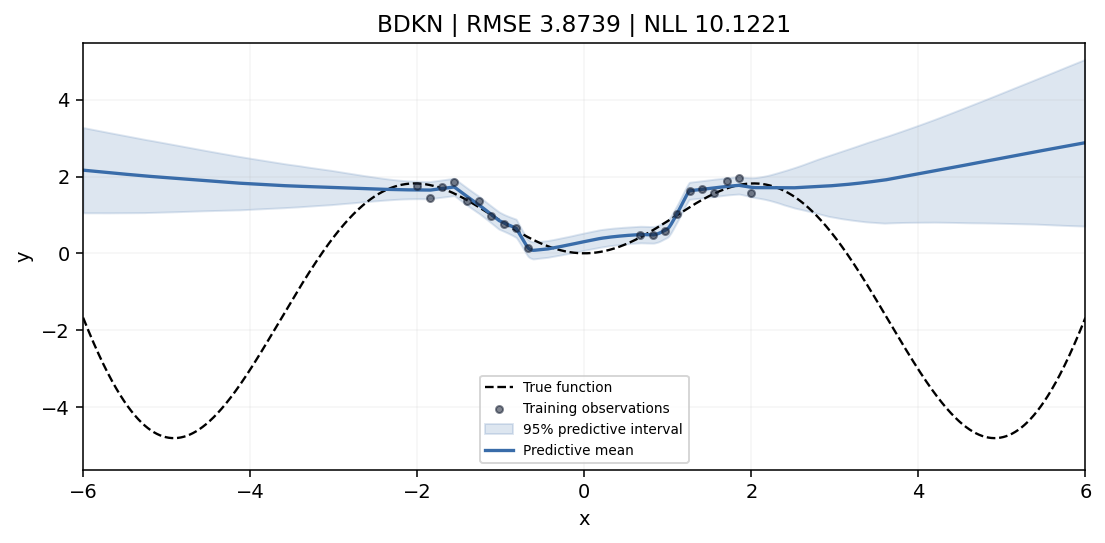 BDKN | RMSE 3.8739 | NLL 10.1221
4
2
0
−2
−4
y
True function
Training observations
95% predictive interval
Predictive mean
−6 −4 −2 0 2 4 6
x